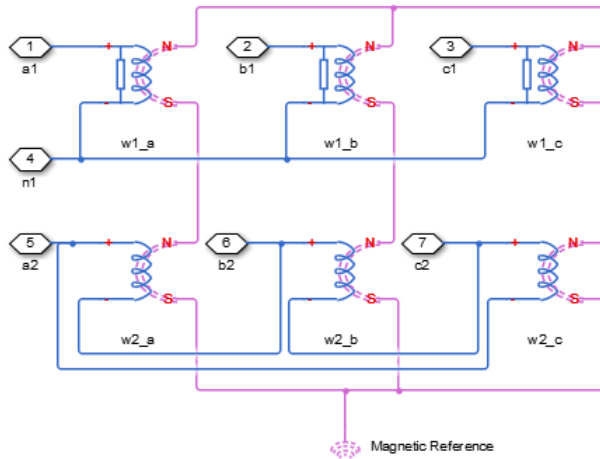 1 + N 2 + N 3 + N
a1 b1 c1
- S - S - S
w1_a w1_b w1_c
4
n1
5 + N 6 + N 7 + N
a2 b2 c2
- S - S - S
w2_a w2_b w2_c
Magnetic Reference